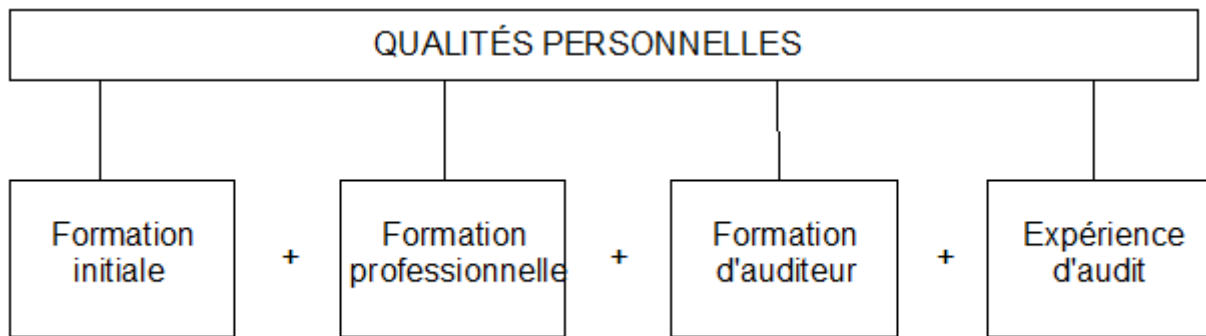 QUALITÉS PERSONNELLES
Formation
initiale
+
Formation
professionnelle
+
Formation
d'auditeur
+
Expérience
d'audit